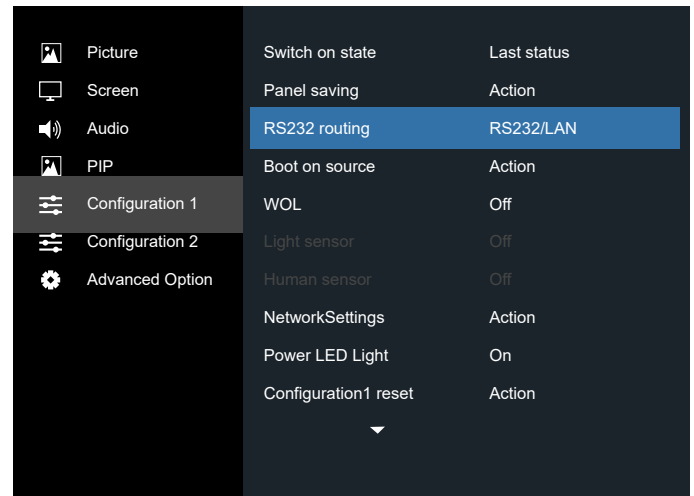 Picture
Screen
Audio
PIP
Configuration 1
Configuration 2
Advanced Option
Switch on state Last status
Panel saving Action
RS232 routing RS232/LAN
Boot on source Action
WOL Off
Light sensor Off
Human sensor Off
NetworkSettings Action
Power LED Light On
Configuration1 reset Action